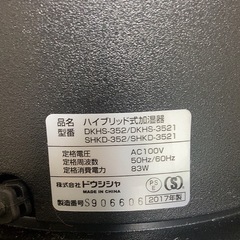 品名 ハイブリッド式加湿器
型番 DKHS-352/DKHS-3521
SHKD-352/SHKD-3521
定格電圧 AC100V
定格周波数 50Hz/60Hz
定格消費電力 83W
株式会社ドウシシャ
MADE IN CHINA
製造番号 S906606 2017年製